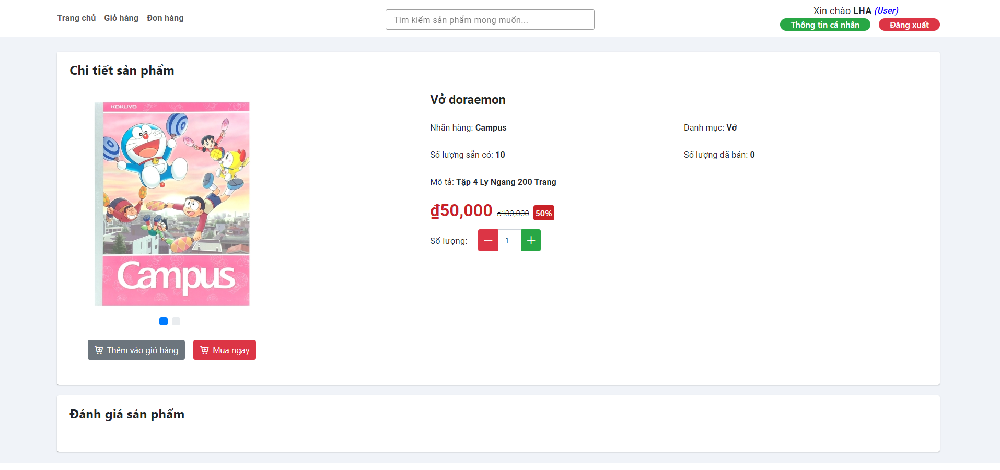 Trang chủ Giỏ hàng Đơn hàng
Tìm kiếm sản phẩm mong muốn...
Xin chào LHA (User)
Thông tin cá nhân Đăng xuất
Chi tiết sản phẩm
KOKUYO
Campus
Thêm vào giỏ hàng Mua ngay
Vở doraemon
Nhãn hàng: Campus Danh mục: Vở
Số lượng sẵn có: 10 Số lượng đã bán: 0
Mô tả: Tập 4 Ly Ngang 200 Trang
₫50,000 ₫100,000 50%
Số lượng: 1
Đánh giá sản phẩm